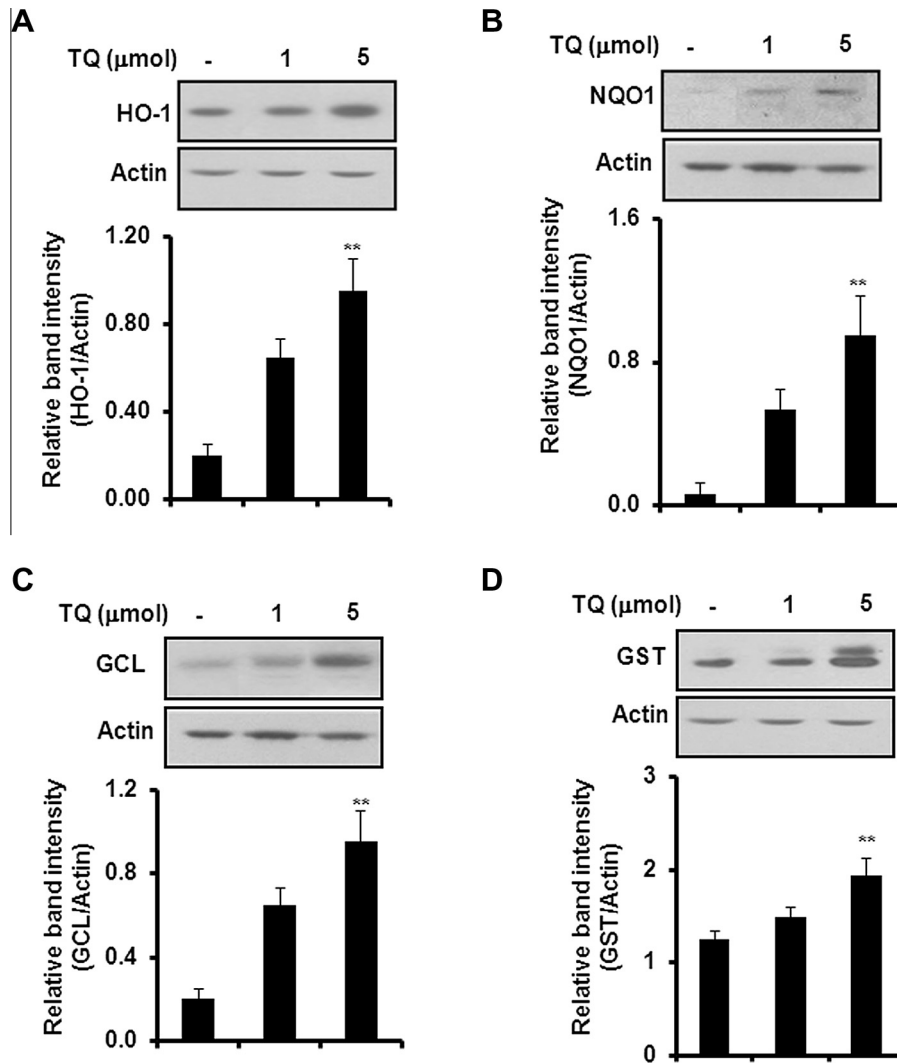 A
TQ (μmol) - 1 5
HO-1
Actin
Relative band intensity
(HO-1/Actin)
1.20
**
0.80
0.40
0.00
B
TQ (μmol) - 1 5
NQO1
Actin
Relative band intensity
(NQO1/Actin)
1.6
**
0.8
0.0
C
TQ (μmol) - 1 5
GCL
Actin
Relative band intensity
(GCL/Actin)
1.2
**
0.8
0.4
0.0
D
TQ (μmol) - 1 5
GST
Actin
Relative band intensity
(GST/Actin)
3
**
2
1
0